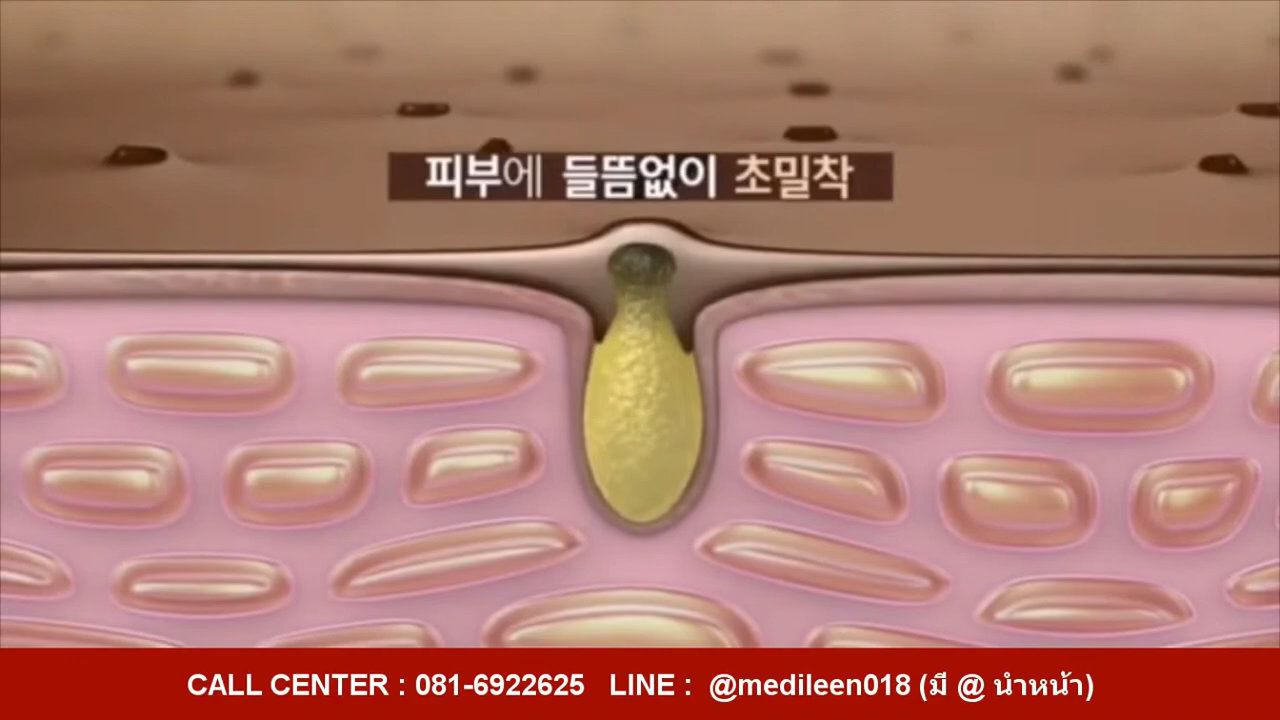 피부에 들뜸없이 초밀착
CALL CENTER : 081-6922625 LINE : @medileen018 (มี @ นำหน้า)